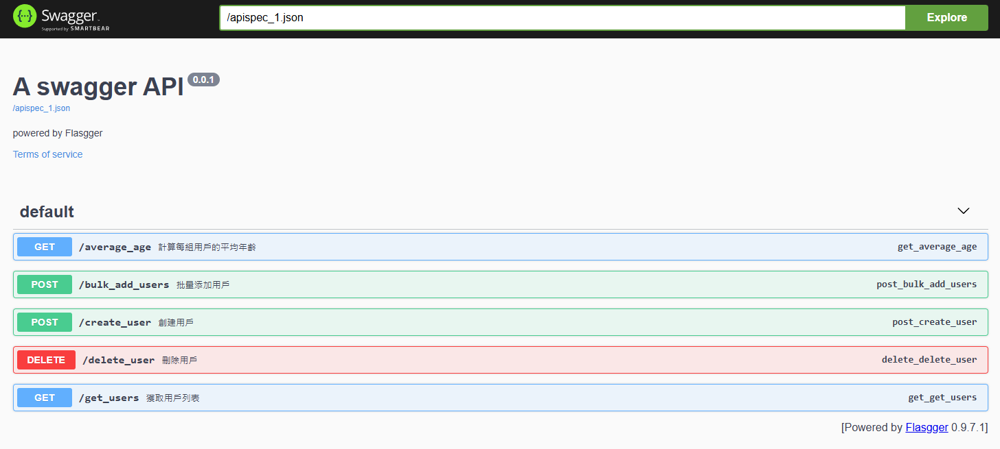 Swagger
Supported by SMARTBEAR
/apispec_1.json
Explore
A swagger API 0.0.1
/apispec_1.json
powered by Flasgger
Terms of service
default
GET /average_age 計算每組用戶的平均年齡 get_average_age
POST /bulk_add_users 批量添加用戶 post_bulk_add_users
POST /create_user 創建用戶 post_create_user
DELETE /delete_user 刪除用戶 delete_delete_user
GET /get_users 獲取用戶列表 get_get_users
[Powered by Flasgger 0.9.7.1]